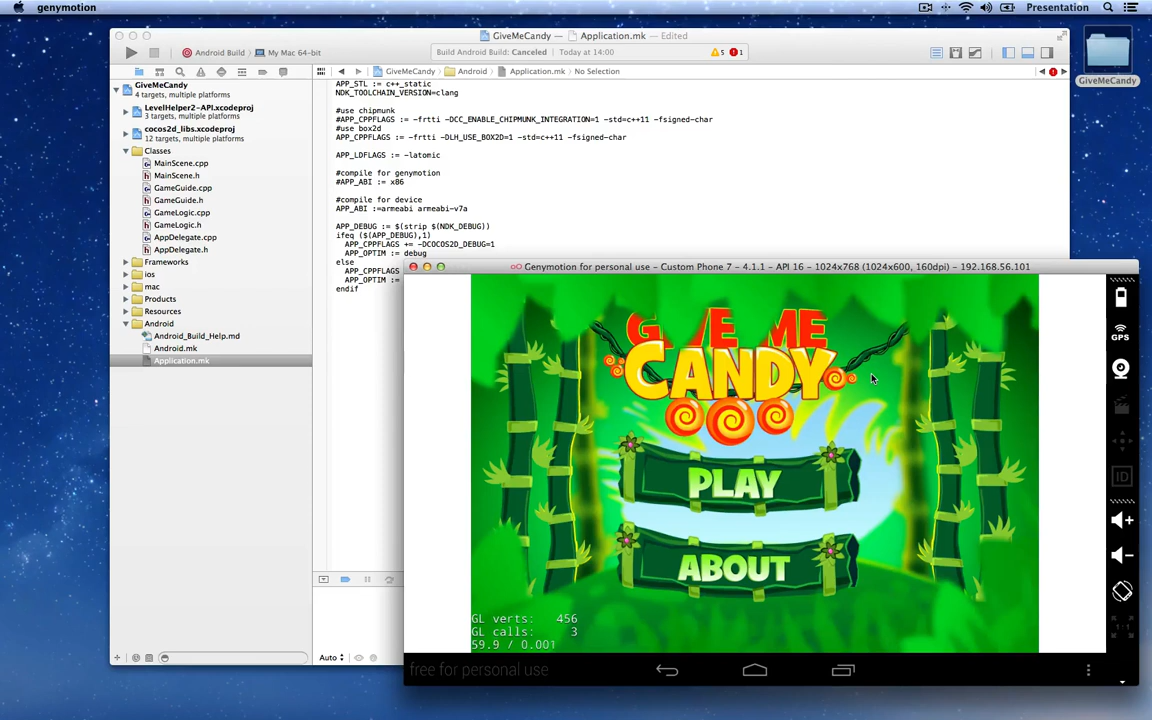 genymotion
Presentation
GiveMeCandy — Application.mk — Edited
Android Build
My Mac 64-bit
Build Android Build: Canceled
Today at 14:00
5
1
GiveMeCandy
GiveMeCandy
Android
Application.mk
No Selection
GiveMeCandy
4 targets, multiple platforms
LevelHelper2-API.xcodeproj
3 targets, multiple platforms
cocos2d_libs.xcodeproj
12 targets, multiple platforms
Classes
MainScene.cpp
MainScene.h
GameGuide.cpp
GameGuide.h
GameLogic.cpp
GameLogic.h
AppDelegate.cpp
AppDelegate.h
Frameworks
ios
mac
Products
Resources
Android
Android_Build_Help.md
Android.mk
Application.mk
APP_STL := c++_static
NDK_TOOLCHAIN_VERSION=clang
#use chipmunk
#APP_CPPFLAGS := -frtti -DCC_ENABLE_CHIPMUNK_INTEGRATION=1 -std=c++11 -fsigned-char
#use box2d
APP_CPPFLAGS := -frtti -DLH_USE_BOX2D=1 -std=c++11 -fsigned-char
APP_LDFLAGS := -latomic
#compile for genymotion
#APP_ABI := x86
#compile for device
APP_ABI :=armeabi armeabi-v7a
APP_DEBUG := $(strip $(NDK_DEBUG))
ifeq ($(APP_DEBUG),1)
APP_CPPFLAGS += -DCOCOS2D_DEBUG=1
APP_OPTIM := debug
else
APP_CPPFLAGS
APP_OPTIM :=
endif
Auto
Genymotion for personal use - Custom Phone 7 - 4.1.1 - API 16 - 1024x768 (1024x600, 160dpi) - 192.168.56.101
GIVE ME
CANDY
PLAY
ABOUT
GL verts: 456
GL calls: 3
59.9 / 0.001
free for personal use
GPS
ID
1:1